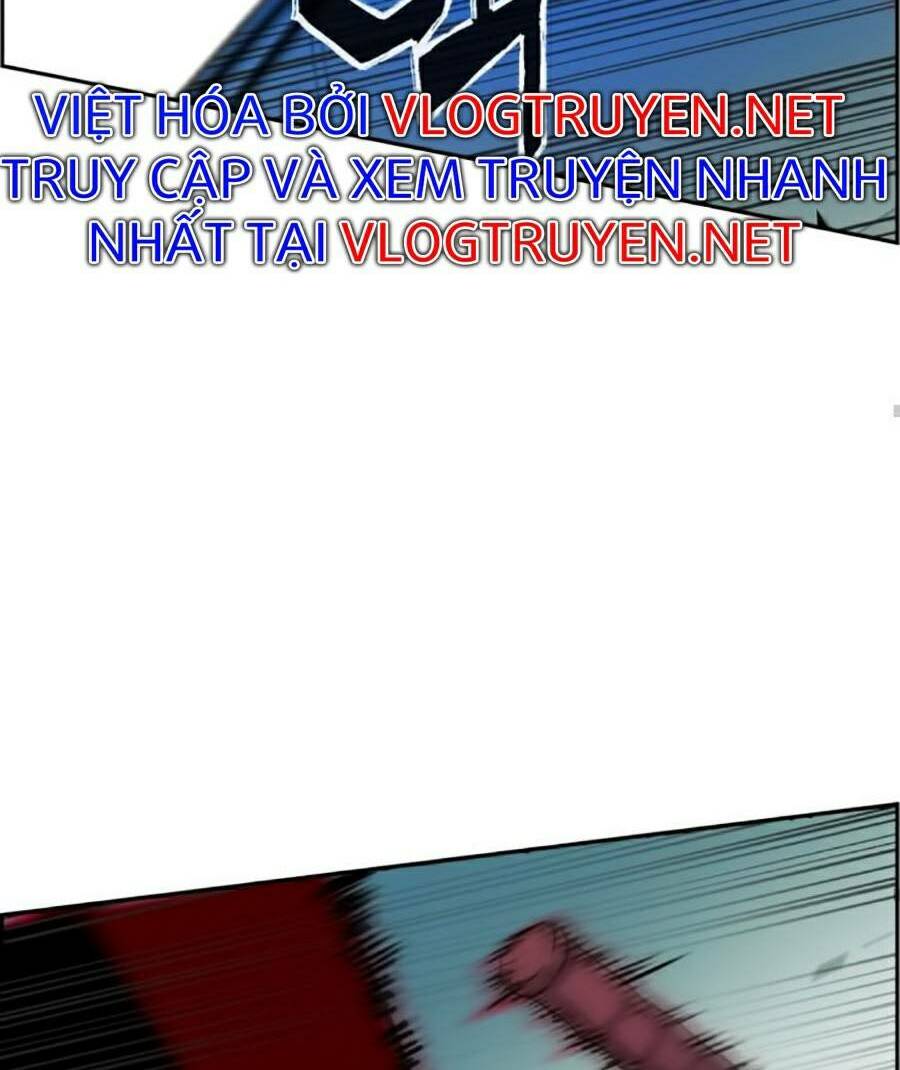 VIỆT HÓA BỞI VLOGTRUYEN.NET
TRUY CẬP VÀ XEM TRUYỆN NHANH
NHẤT TẠI VLOGTRUYEN.NET